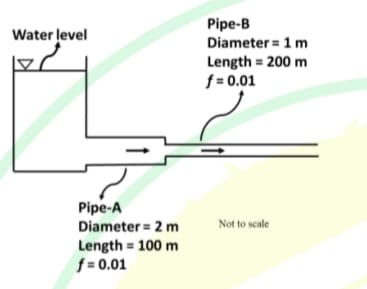 Water level
Pipe-B
Diameter = 1 m
Length = 200 m
f = 0.01
Pipe-A
Diameter = 2 m
Length = 100 m
f = 0.01
Not to scale